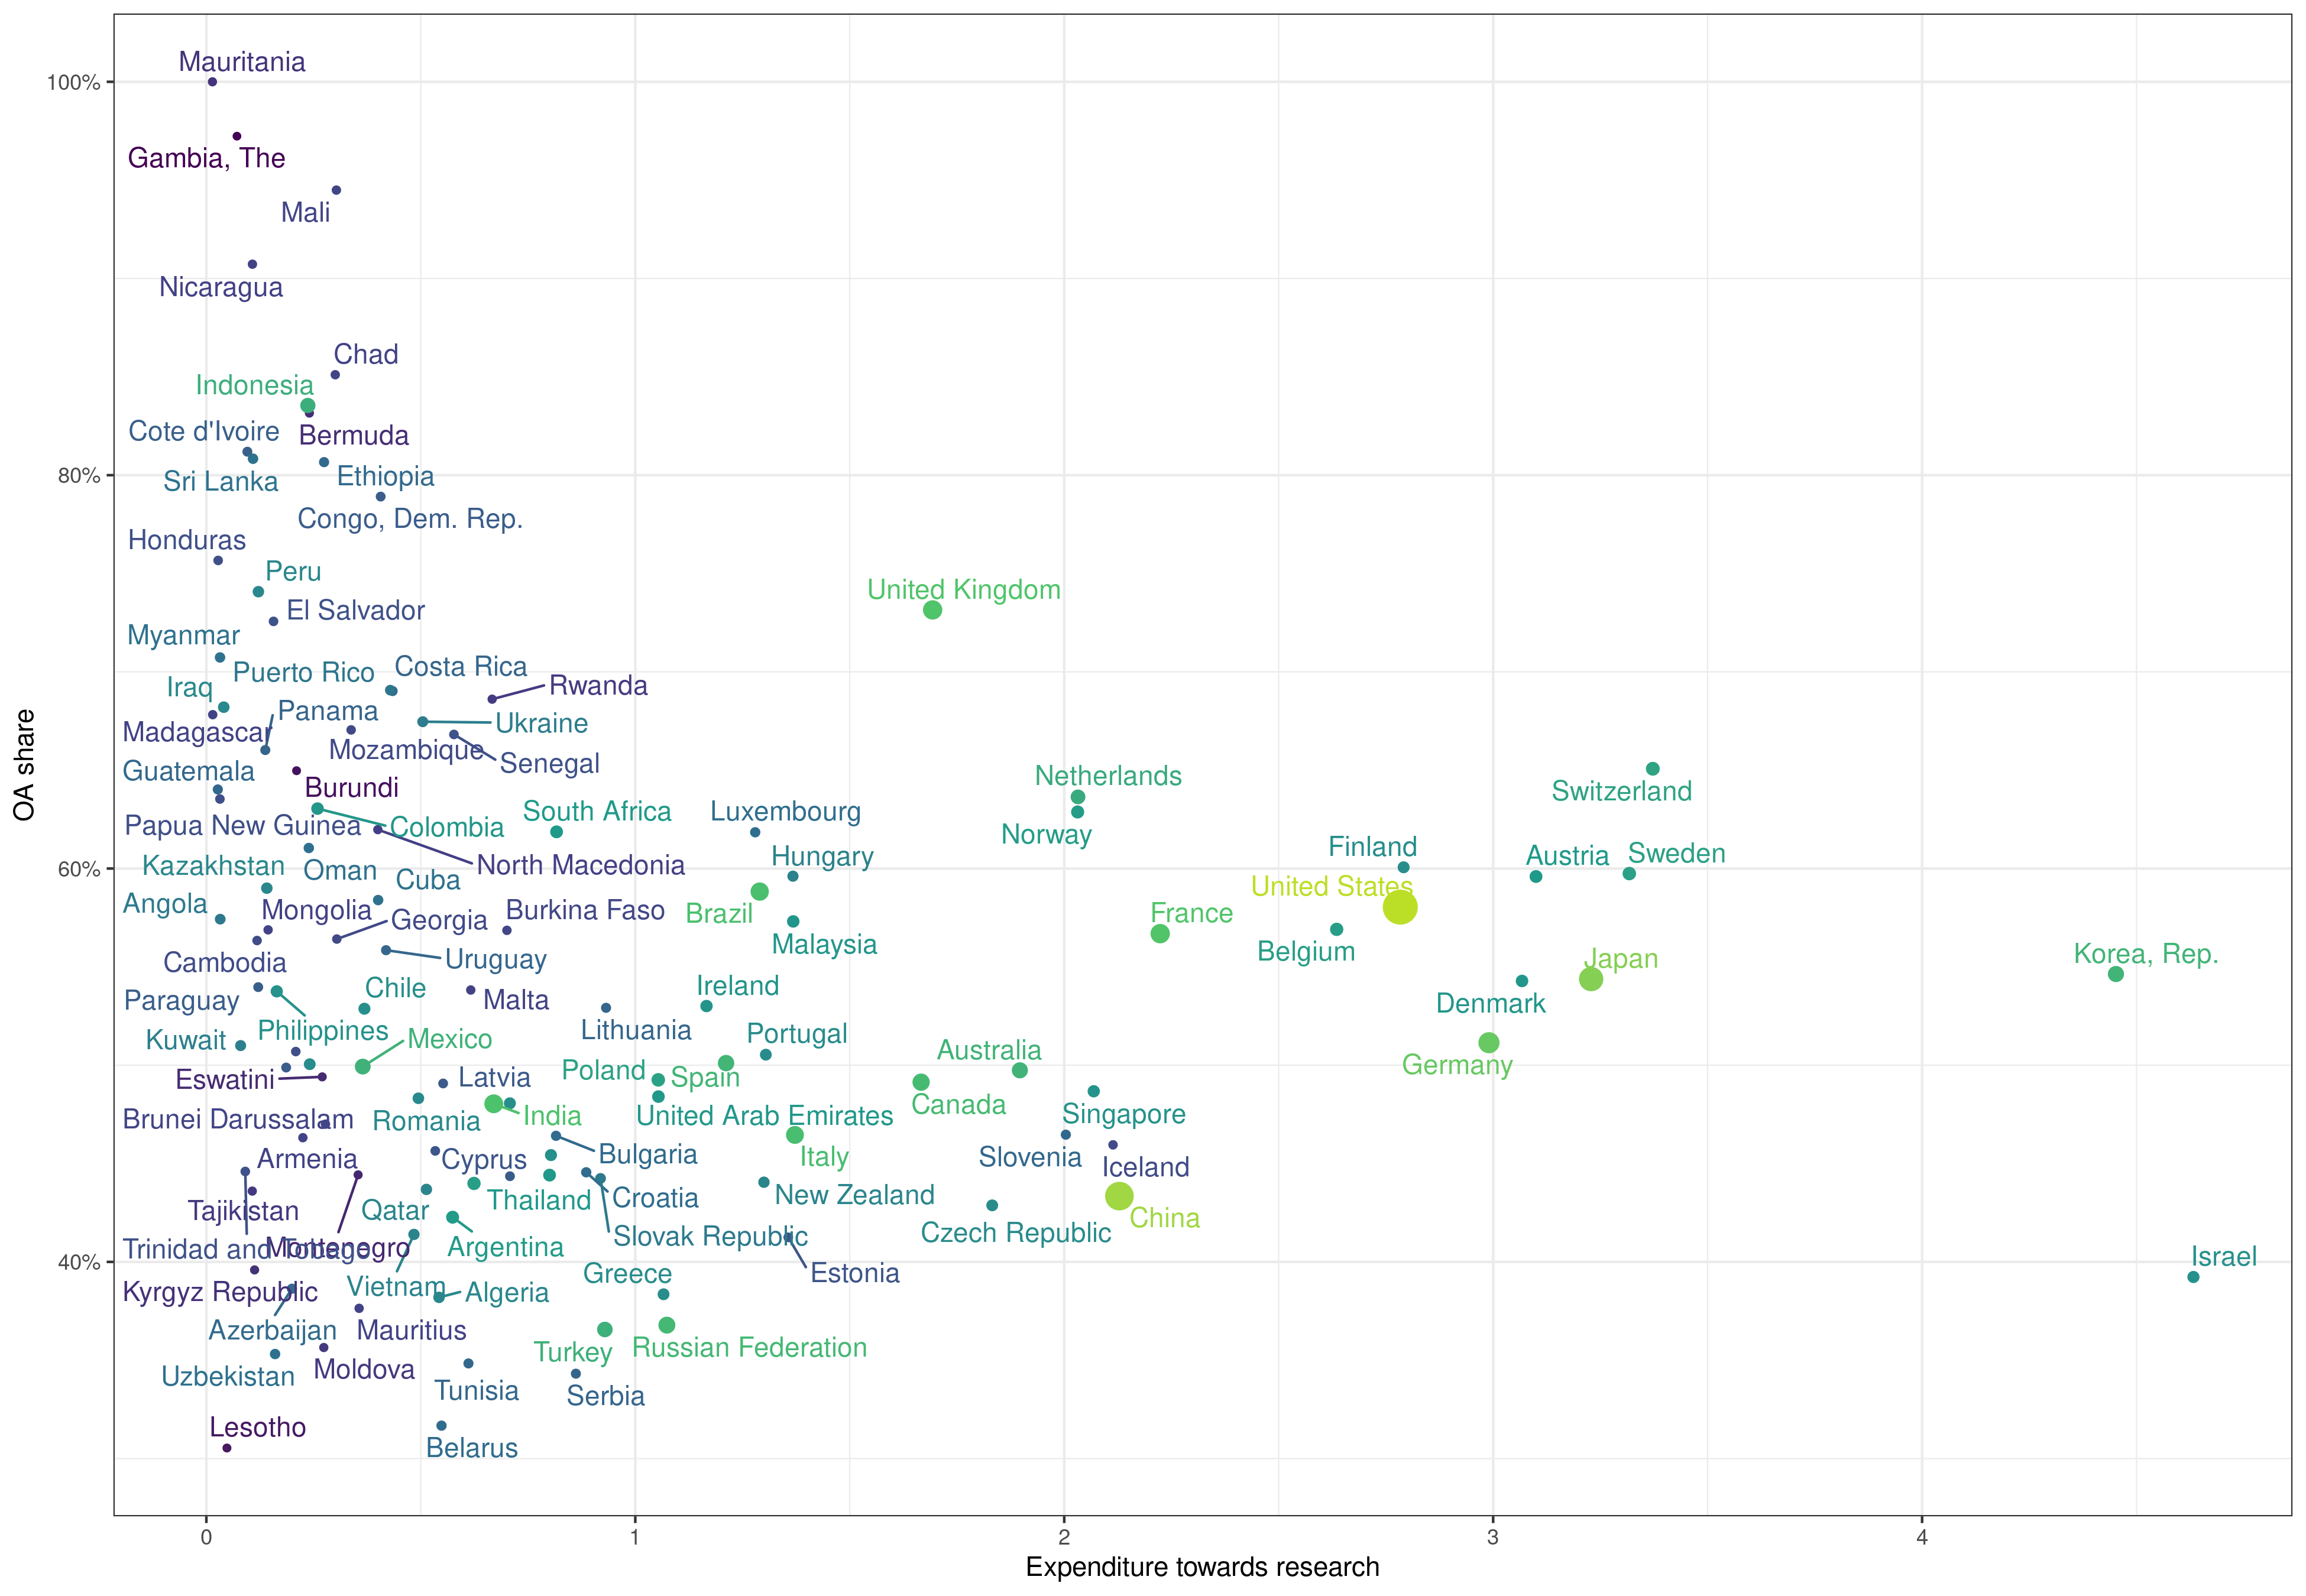 Mauritania
100%
Gambia, The
Mali
Nicaragua
Chad
Indonesia
Cote d'Ivoire
Bermuda
80%
Sri Lanka
Ethiopia
Congo, Dem. Rep.
Honduras
Peru
United Kingdom
El Salvador
Myanmar
Puerto Rico
Costa Rica
Iraq
Rwanda
Panama
Ukraine
Madagascar
Mozambique
Senegal
Guatemala
Netherlands
Switzerland
Burundi
OA share
South Africa
Luxembourg
Papua New Guinea
Colombia
Norway
Finland
Hungary
Austria
Sweden
Kazakhstan
60%
Oman
North Macedonia
Cuba
United States
Angola
Mongolia
Georgia
Burkina Faso
Brazil
France
Malaysia
Belgium
Cambodia
Uruguay
Japan
Korea, Rep.
Paraguay
Chile
Malta
Ireland
Denmark
Kuwait
Philippines
Mexico
Lithuania
Portugal
Australia
Germany
Eswatini
Latvia
Poland
Spain
Canada
Brunei Darussalam
Romania
India
United Arab Emirates
Singapore
Armenia
Cyprus
Bulgaria
Italy
Slovenia
Iceland
Tajikistan
Qatar
Thailand
Croatia
New Zealand
China
Trinidad and Tobago
Montenegro
Argentina
Slovak Republic
Czech Republic
40%
Israel
Kyrgyz Republic
Vietnam
Algeria
Greece
Estonia
Azerbaijan
Mauritius
Turkey
Russian Federation
Uzbekistan
Moldova
Tunisia
Serbia
Lesotho
Belarus
0
1
2
3
4
Expenditure towards research